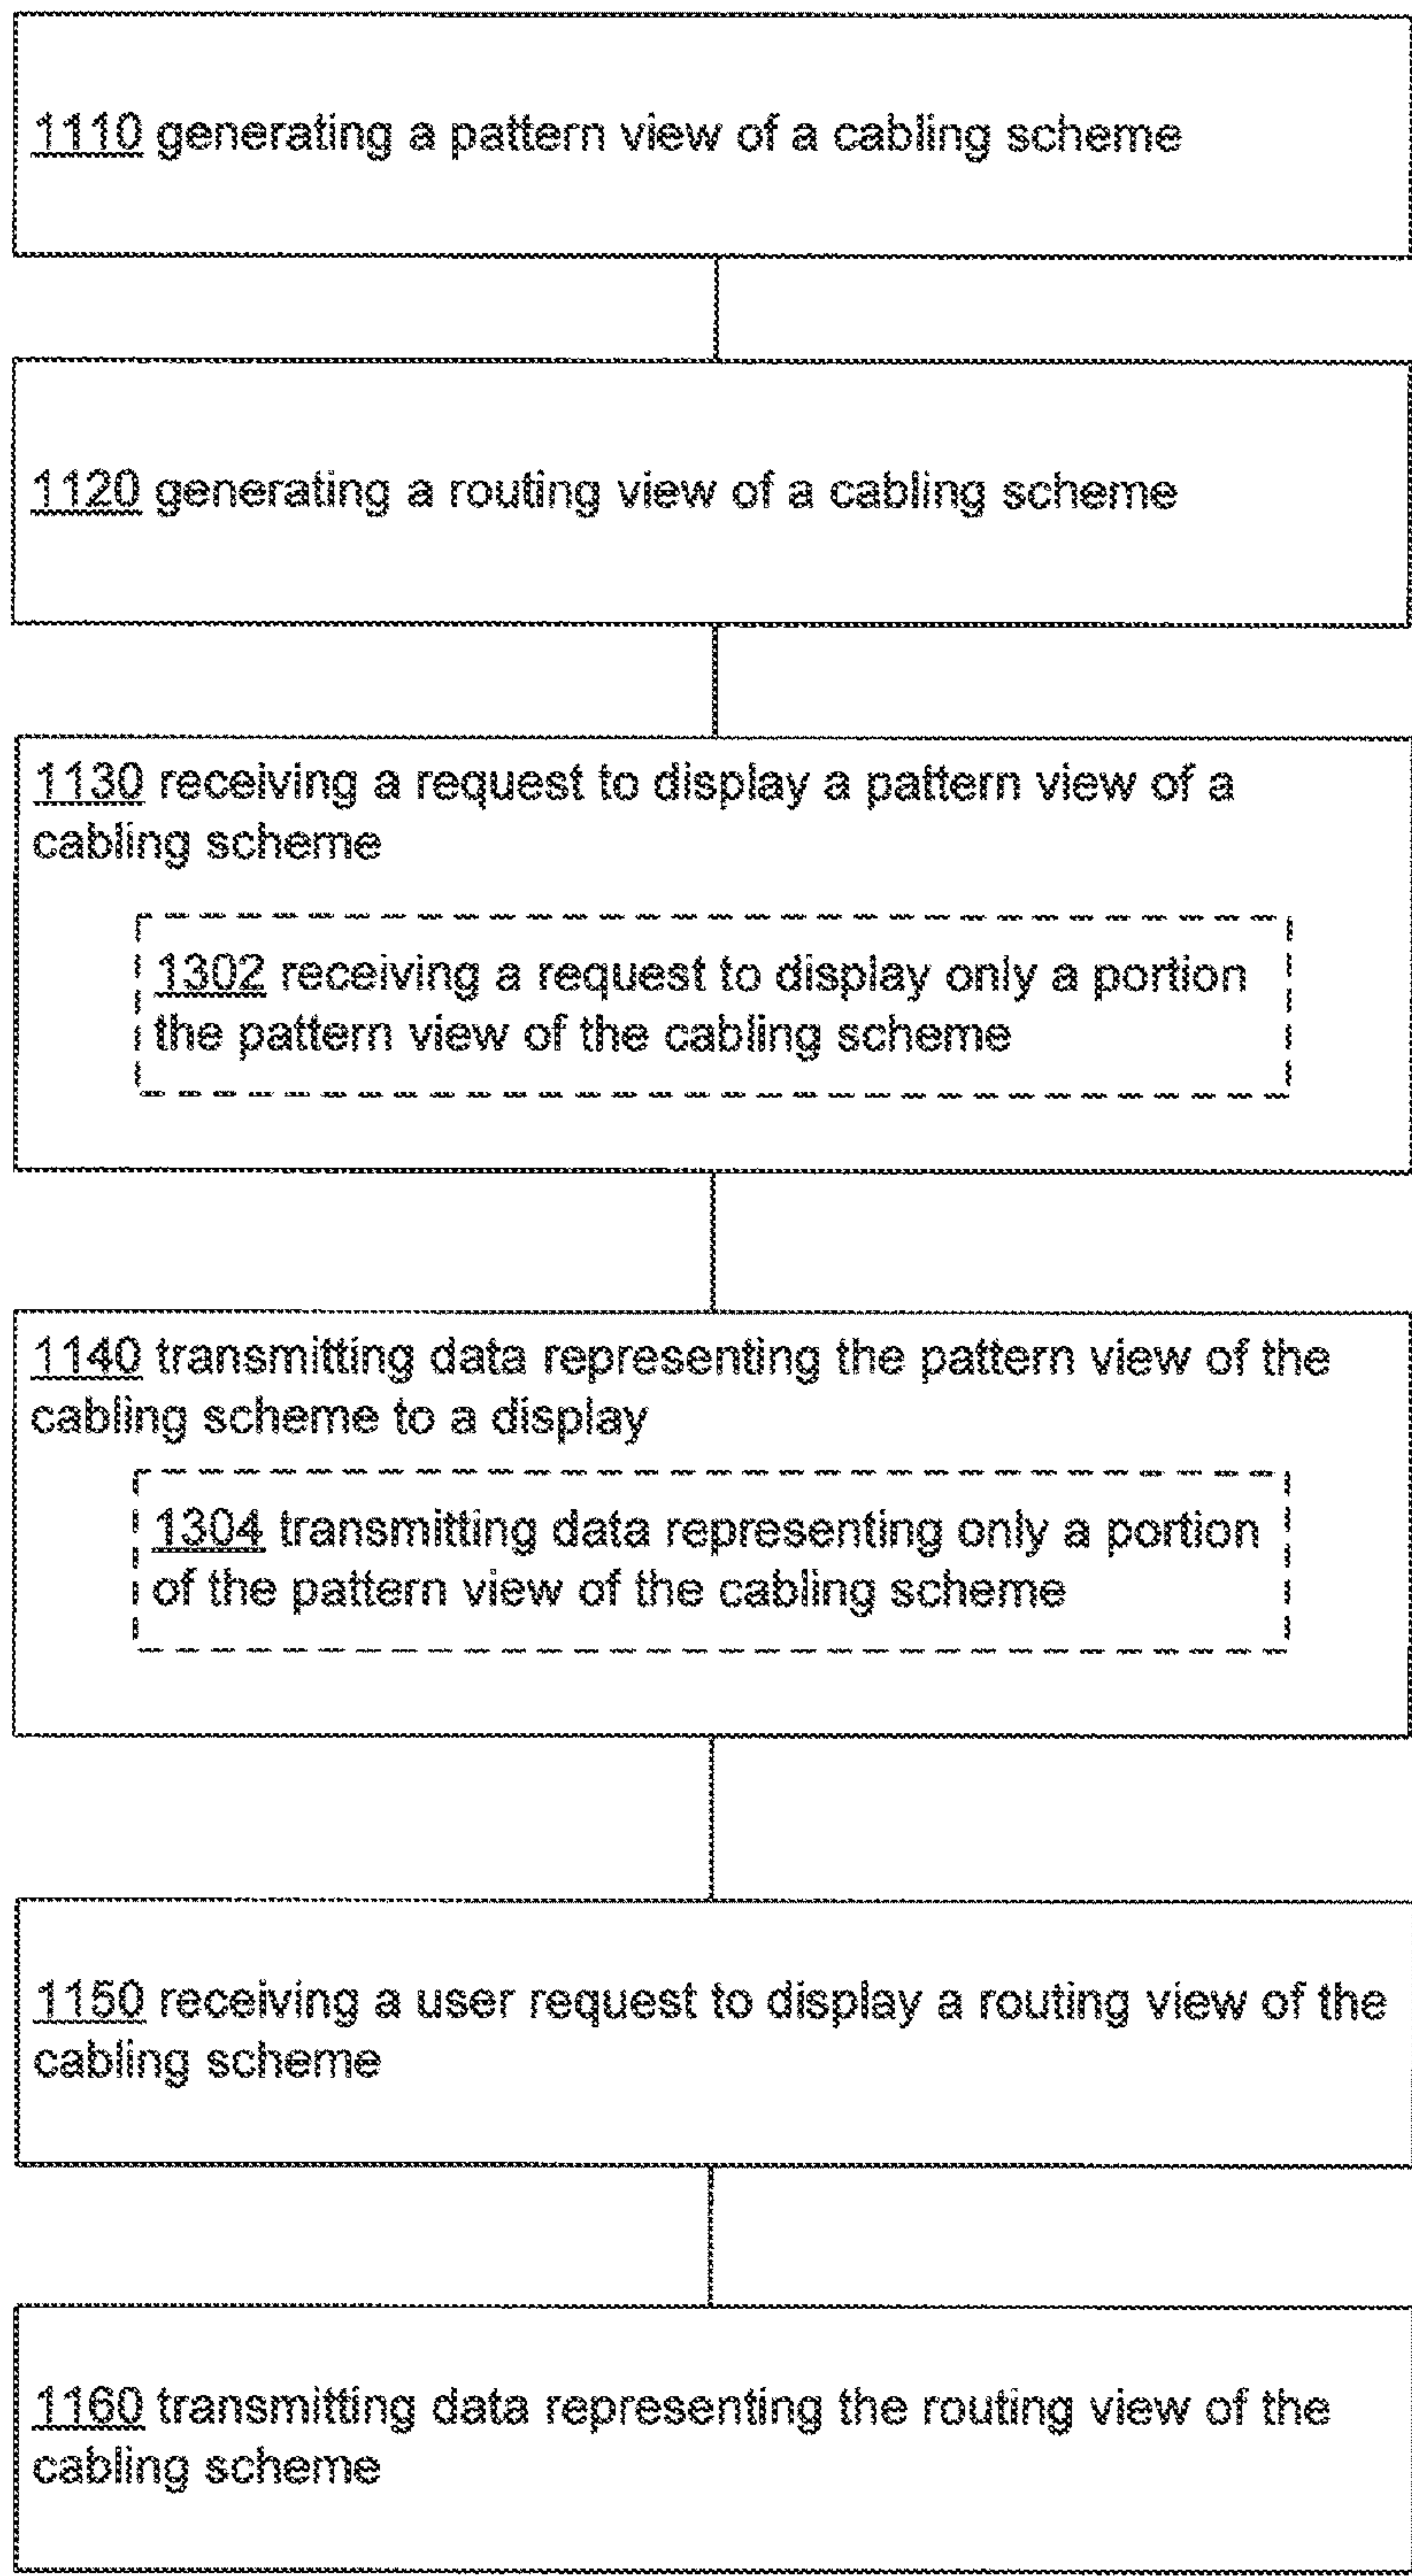 1110 generating a pattern view of a cabling scheme
1120 generating a routing view of a cabling scheme
1130 receiving a request to display a pattern view of a
cabling scheme
1302 receiving a request to display only a portion
the pattern view of the cabling scheme
1140 transmitting data representing the pattern view of the
cabling scheme to a display
1304 transmitting data representing only a portion
of the pattern view of the cabling scheme
1150 receiving a user request to display a routing view of the
cabling scheme
1160 transmitting data representing the routing view of the
cabling scheme